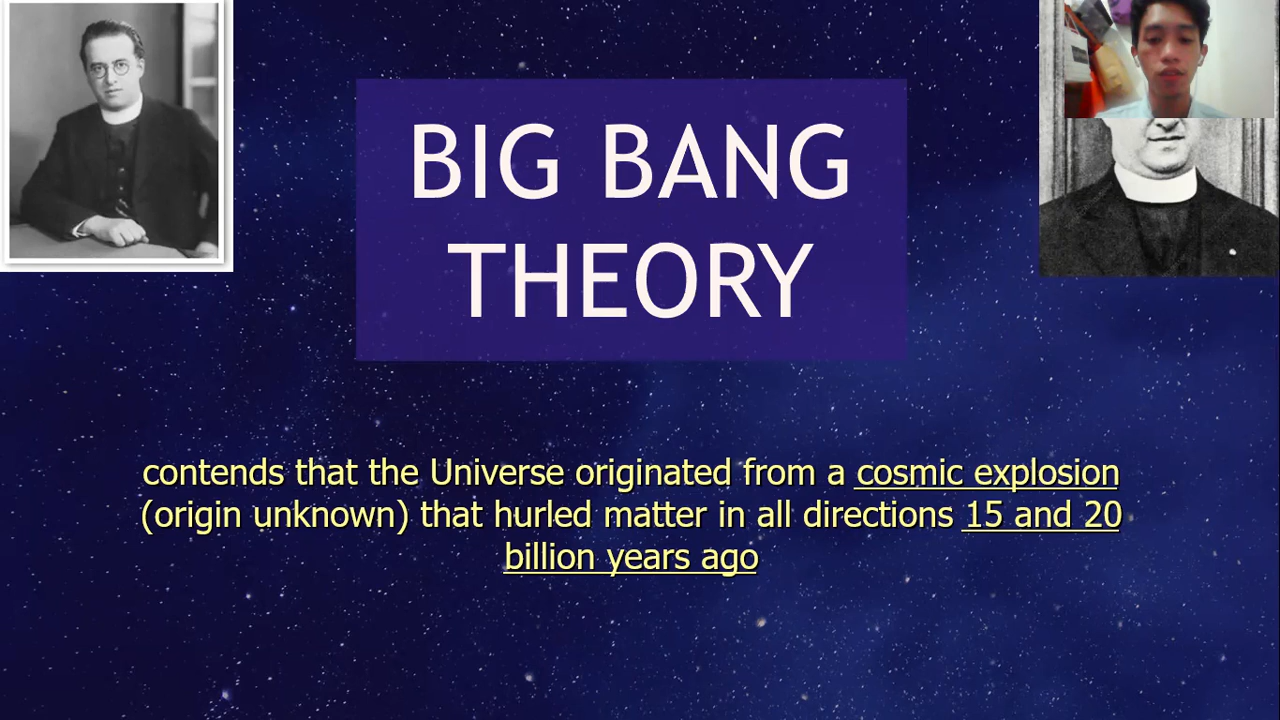 BIG BANG
THEORY
contends that the Universe originated from a cosmic explosion
(origin unknown) that hurled matter in all directions 15 and 20
billion years ago